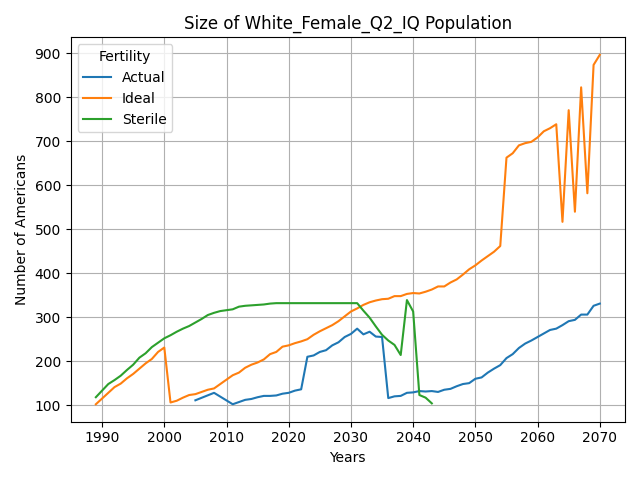 Size of White_Female_Q2_IQ Population
Fertility
Actual
Ideal
Sterile
Number of Americans
900
800
700
600
500
400
300
200
100
1990 2000 2010 2020 2030 2040 2050 2060 2070
Years